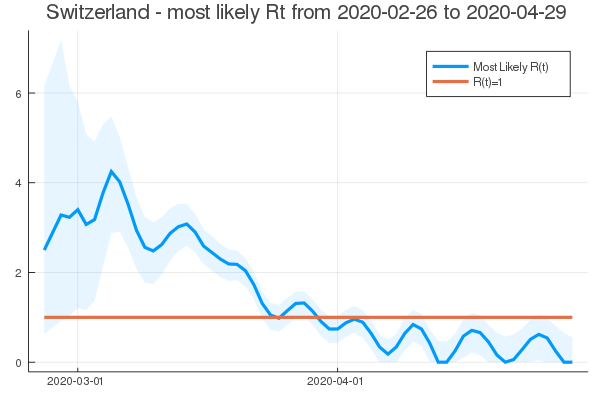 Switzerland - most likely Rt from 2020-02-26 to 2020-04-29
Most Likely R(t)
R(t)=1
6
4
2
0
2020-03-01
2020-04-01